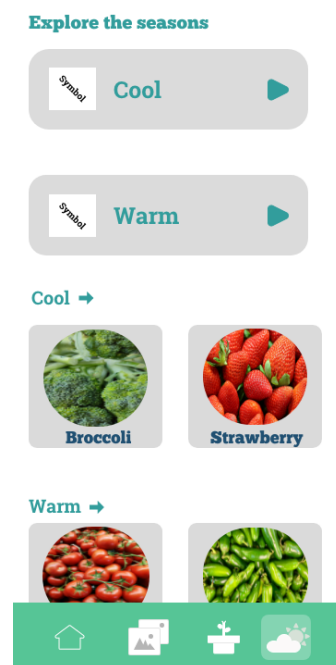 Explore the seasons
Symbol
Cool
Symbol
Warm
Cool
Broccoli
Strawberry
Warm